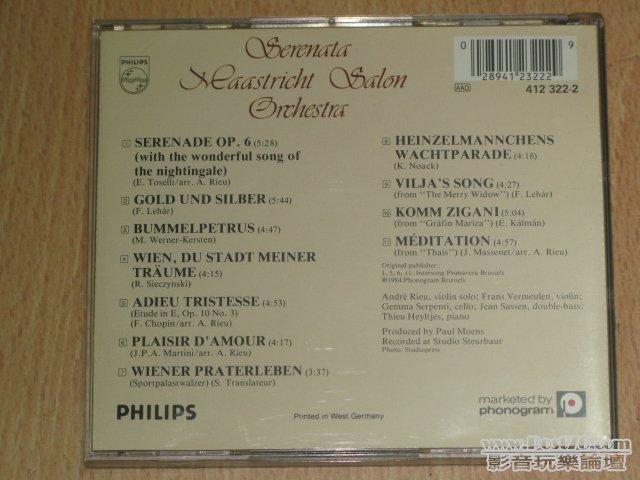 PHILIPS
Serenata
Maastricht Salon
Orchestra
0 28941 23222 9
AAD
412 322-2
1 SERENADE OP. 6 (5:28)
(with the wonderful song of
the nightingale)
(E. Toselli/arr. A. Rieu)
2 GOLD UND SILBER (5:44)
(F. Lehár)
3 BUMMELPETRUS (4:47)
(M. Werner-Kersten)
4 WIEN, DU STADT MEINER
TRÄUME (4:15)
(R. Sieczynski)
5 ADIEU TRISTESSE (4:53)
(Etude in E, Op. 10 No. 3)
(F. Chopin/arr. A. Rieu)
6 PLAISIR D'AMOUR (4:17)
(J.P.A. Martini/arr. A. Rieu)
7 WIENER PRATERLEBEN (3:37)
(Sportpalastwalzer) (S. Translateur)
8 HEINZELMANNCHENS
WACHTPARADE (4:18)
(K. Noack)
9 VILJA'S SONG (4:27)
(from "The Merry Widow") (F. Lehár)
10 KOMM ZIGANI (5:04)
(from "Gräfin Mariza") (E. Kálmán)
11 MÉDITATION (4:57)
(from "Thaïs") (J. Massenet/arr. A. Rieu)
Original publisher:
1, 5, 6, 11: Intersong Primavera Brussels
℗1984 Phonogram Brussels
André Rieu, violin solo; Frans Vermeulen, violin;
Gemma Serpenti, cello; Jean Sassen, double-bass;
Thieu Heyltjes, piano
Produced by Paul Moens
Recorded at Studio Steurbaut
Photo: Studiopress
PHILIPS
Printed in West Germany
marketed by
phonogram
www.Post76.com
影音玩樂論壇